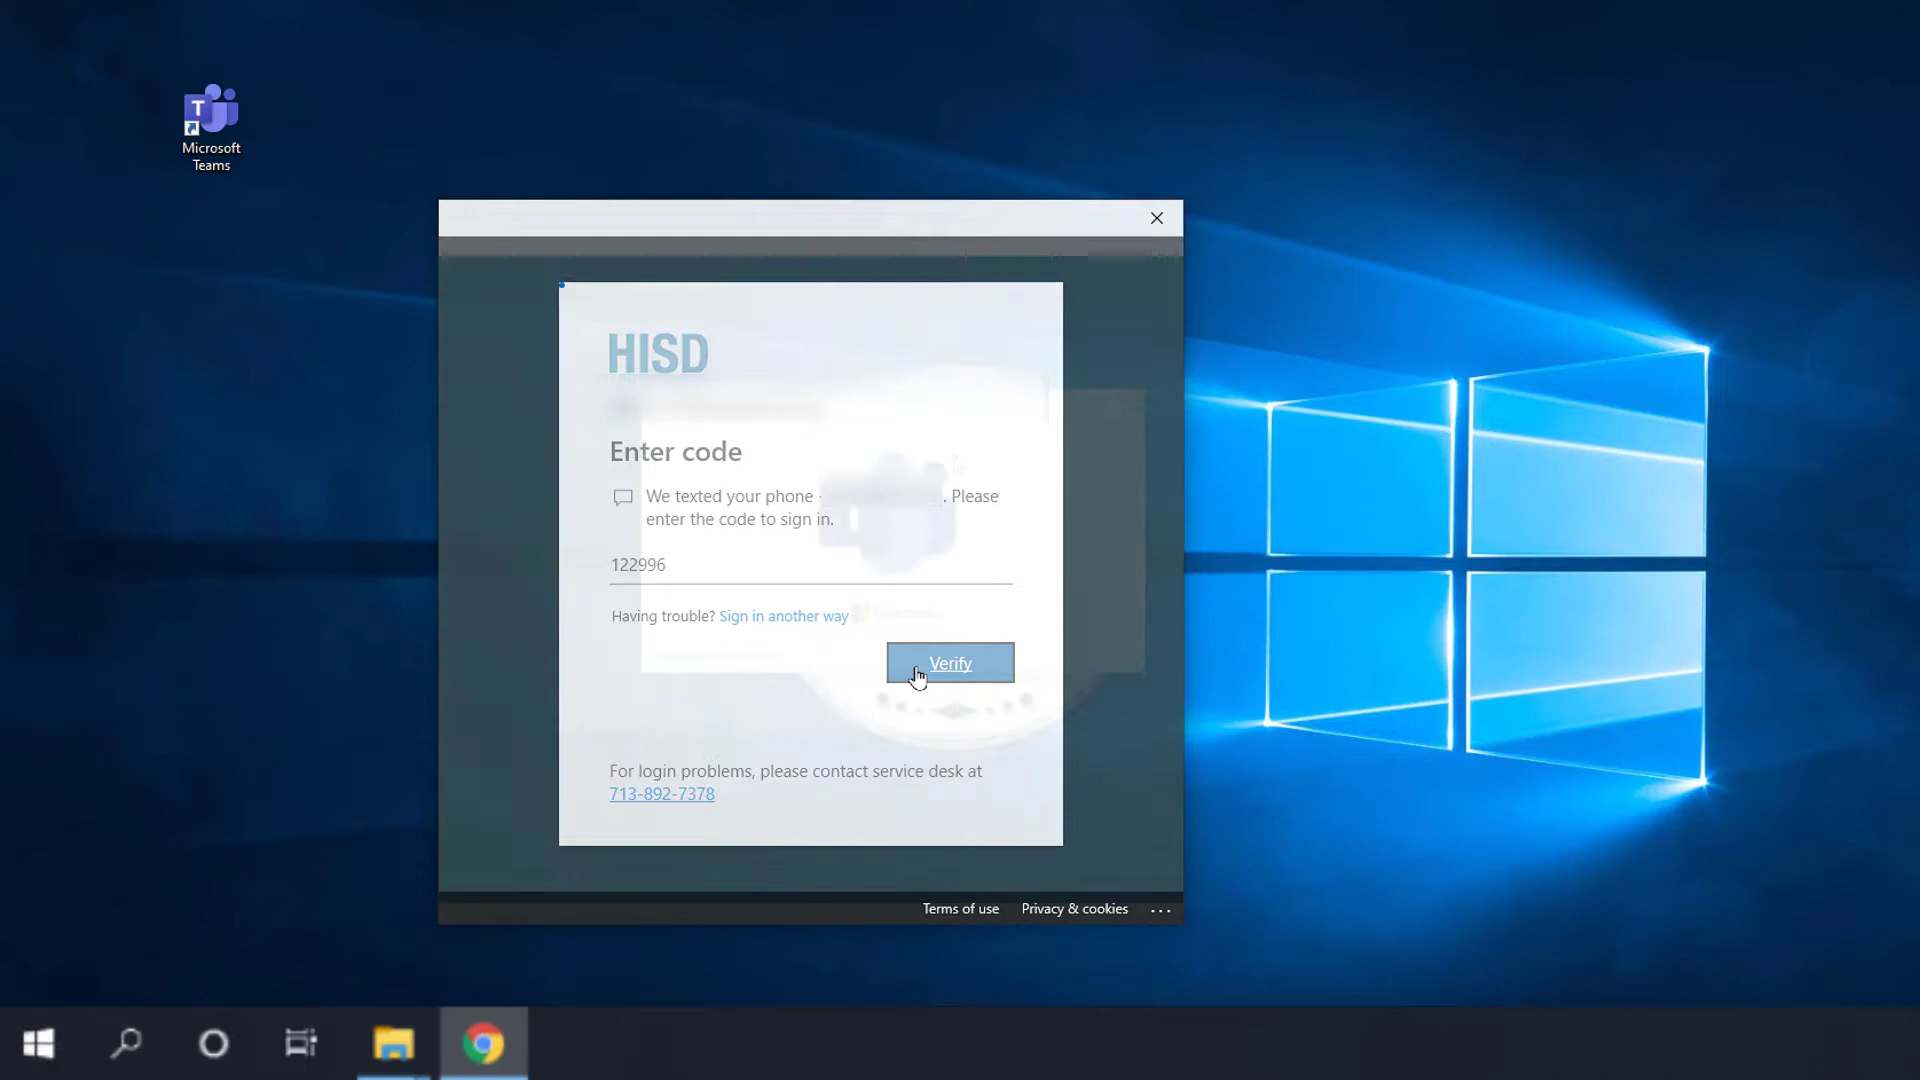 Microsoft
Teams
HISD
Enter code
We texted your phone . Please
enter the code to sign in.
122996
Having trouble? Sign in another way
Verify
For login problems, please contact service desk at
713-892-7378
Terms of use Privacy & cookies ...